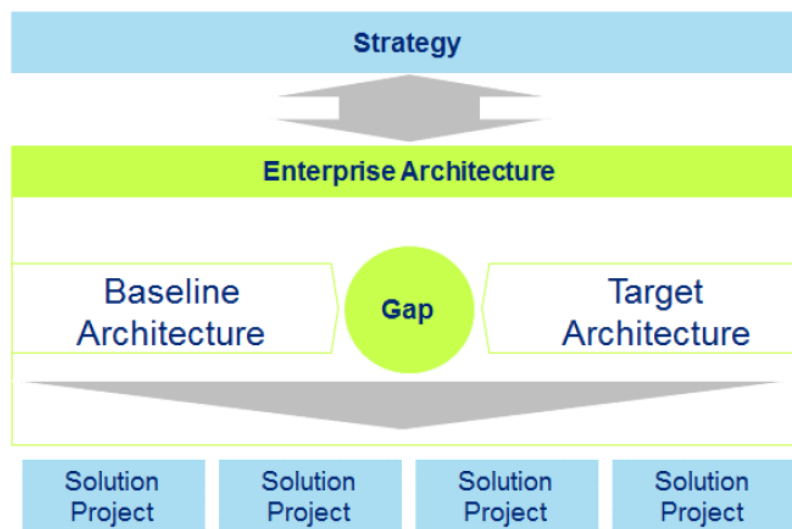 Strategy
Enterprise Architecture
Baseline
Architecture
Gap
Target
Architecture
Solution
Project
Solution
Project
Solution
Project
Solution
Project